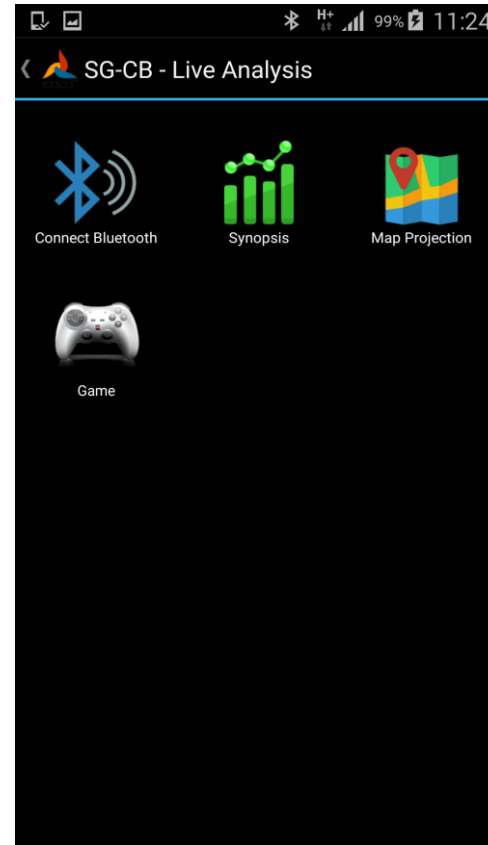 H+ 99% 11:24
SG-CB - Live Analysis
Connect Bluetooth Synopsis Map Projection
Game